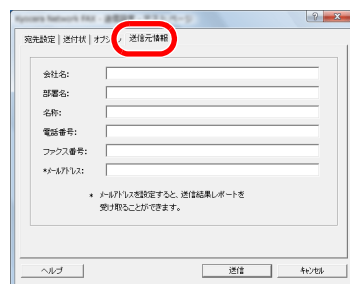 Kyocera Network FAX -
宛先設定 送付状 オプション 送信元情報
会社名:
部署名:
名称:
電話番号:
ファクス番号:
*メールアドレス:
* メールアドレスを設定すると、送信結果レポートを
受け取ることができます。
ヘルプ 送信 キャンセル